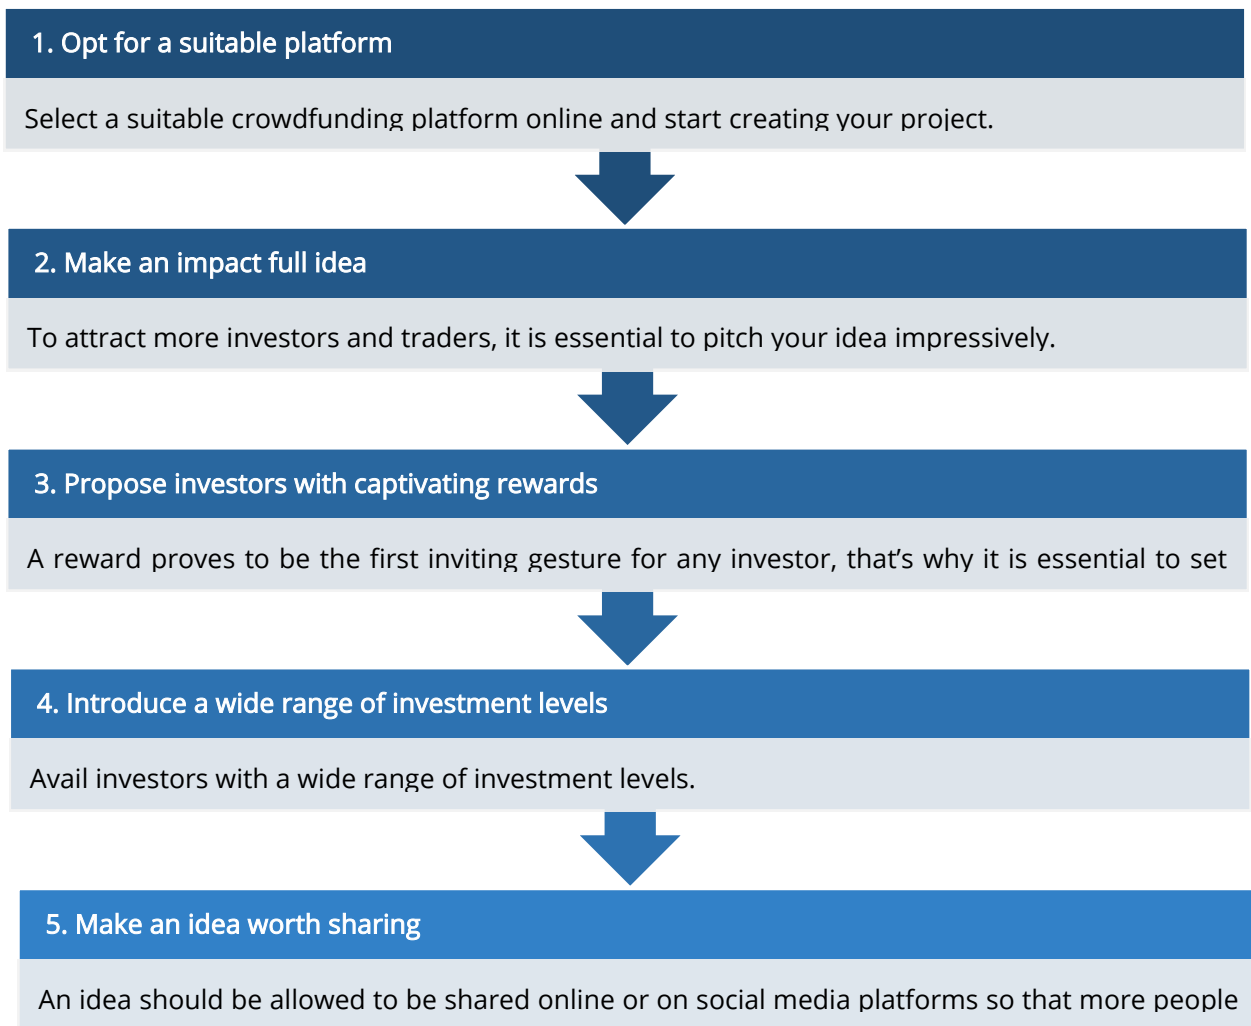 1. Opt for a suitable platform
Select a suitable crowdfunding platform online and start creating your project.
2. Make an impact full idea
To attract more investors and traders, it is essential to pitch your idea impressively.
3. Propose investors with captivating rewards
A reward proves to be the first inviting gesture for any investor, that’s why it is essential to set
4. Introduce a wide range of investment levels
Avail investors with a wide range of investment levels.
5. Make an idea worth sharing
An idea should be allowed to be shared online or on social media platforms so that more people